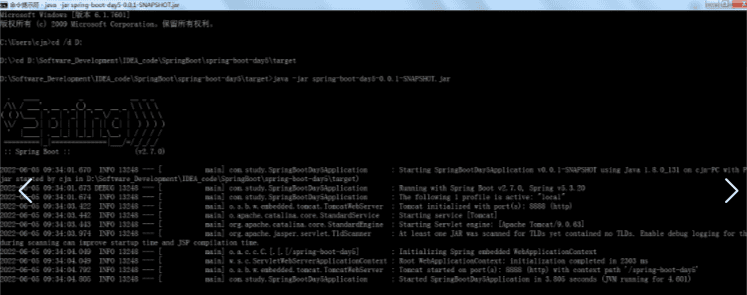 命令提示符 - java -jar spring-boot-day5-0.0.1-SNAPSHOT.jar
Microsoft Windows [版本 6.1.7601]
版权所有 (c) 2009 Microsoft Corporation。保留所有权利。
C:\Users\cjn>cd /d D:
D:\>cd D:\Software_Development\IDEA_code\SpringBoot\spring-boot-day5\target
D:\Software_Development\IDEA_code\SpringBoot\spring-boot-day5\target>java -jar spring-boot-day5-0.0.1-SNAPSHOT.jar
Spring
:: Spring Boot :: (v2.7.0)
2022-06-05 09:34:01.670 INFO 13248 --- [ main] com.study.SpringBootDay5Application : Starting SpringBootDay5Application v0.0.1-SNAPSHOT using Java 1.8.0_131 on cjn-PC with P
jar started by cjn in D:\Software_Development\IDEA_code\SpringBoot\spring-boot-day5\target)
2022-06-05 09:34:01.673 DEBUG 13248 --- [ main] com.study.SpringBootDay5Application : Running with Spring Boot v2.7.0, Spring v5.3.20
2022-06-05 09:34:01.674 INFO 13248 --- [ main] com.study.SpringBootDay5Application : The following 1 profile is active: "local"
2022-06-05 09:34:03.422 INFO 13248 --- [ main] o.s.b.w.embedded.tomcat.TomcatWebServer : Tomcat initialized with port(s): 8888 (http)
2022-06-05 09:34:03.442 INFO 13248 --- [ main] o.apache.catalina.core.StandardService : Starting service [Tomcat]
2022-06-05 09:34:03.443 INFO 13248 --- [ main] org.apache.catalina.core.StandardEngine : Starting Servlet engine: [Apache Tomcat/9.0.63]
2022-06-05 09:34:03.974 INFO 13248 --- [ main] org.apache.jasper.servlet.TldScanner : At least one JAR was scanned for TLDs yet contained no TLDs. Enable debug logging for th
during scanning can improve startup time and JSP compilation time.
2022-06-05 09:34:04.049 INFO 13248 --- [ main] o.a.c.c.C.[.[.[/spring-boot-day5] : Initializing Spring embedded WebApplicationContext
2022-06-05 09:34:04.049 INFO 13248 --- [ main] w.s.c.ServletWebServerApplicationContext : Root WebApplicationContext: initialization completed in 2303 ms
2022-06-05 09:34:04.792 INFO 13248 --- [ main] o.s.b.w.embedded.tomcat.TomcatWebServer : Tomcat started on port(s): 8888 (http) with context path '/spring-boot-day5'
2022-06-05 09:34:04.806 INFO 13248 --- [ main] com.study.SpringBootDay5Application : Started SpringBootDay5Application in 3.805 seconds (JVM running for 4.601)